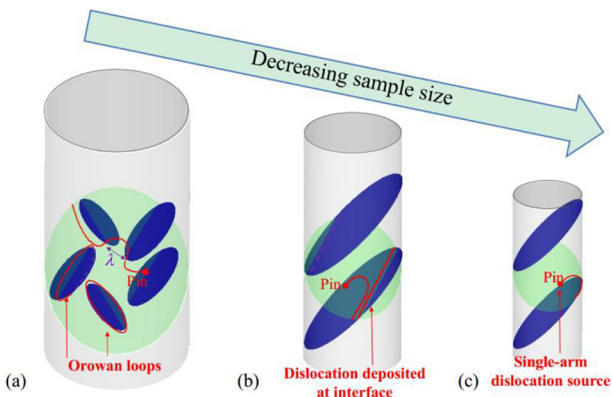 Decreasing sample size
λ
Pin
Orowan loops
(a)
Pin
Dislocation deposited
at interface
(b)
Pin
Single-arm
dislocation source
(c)